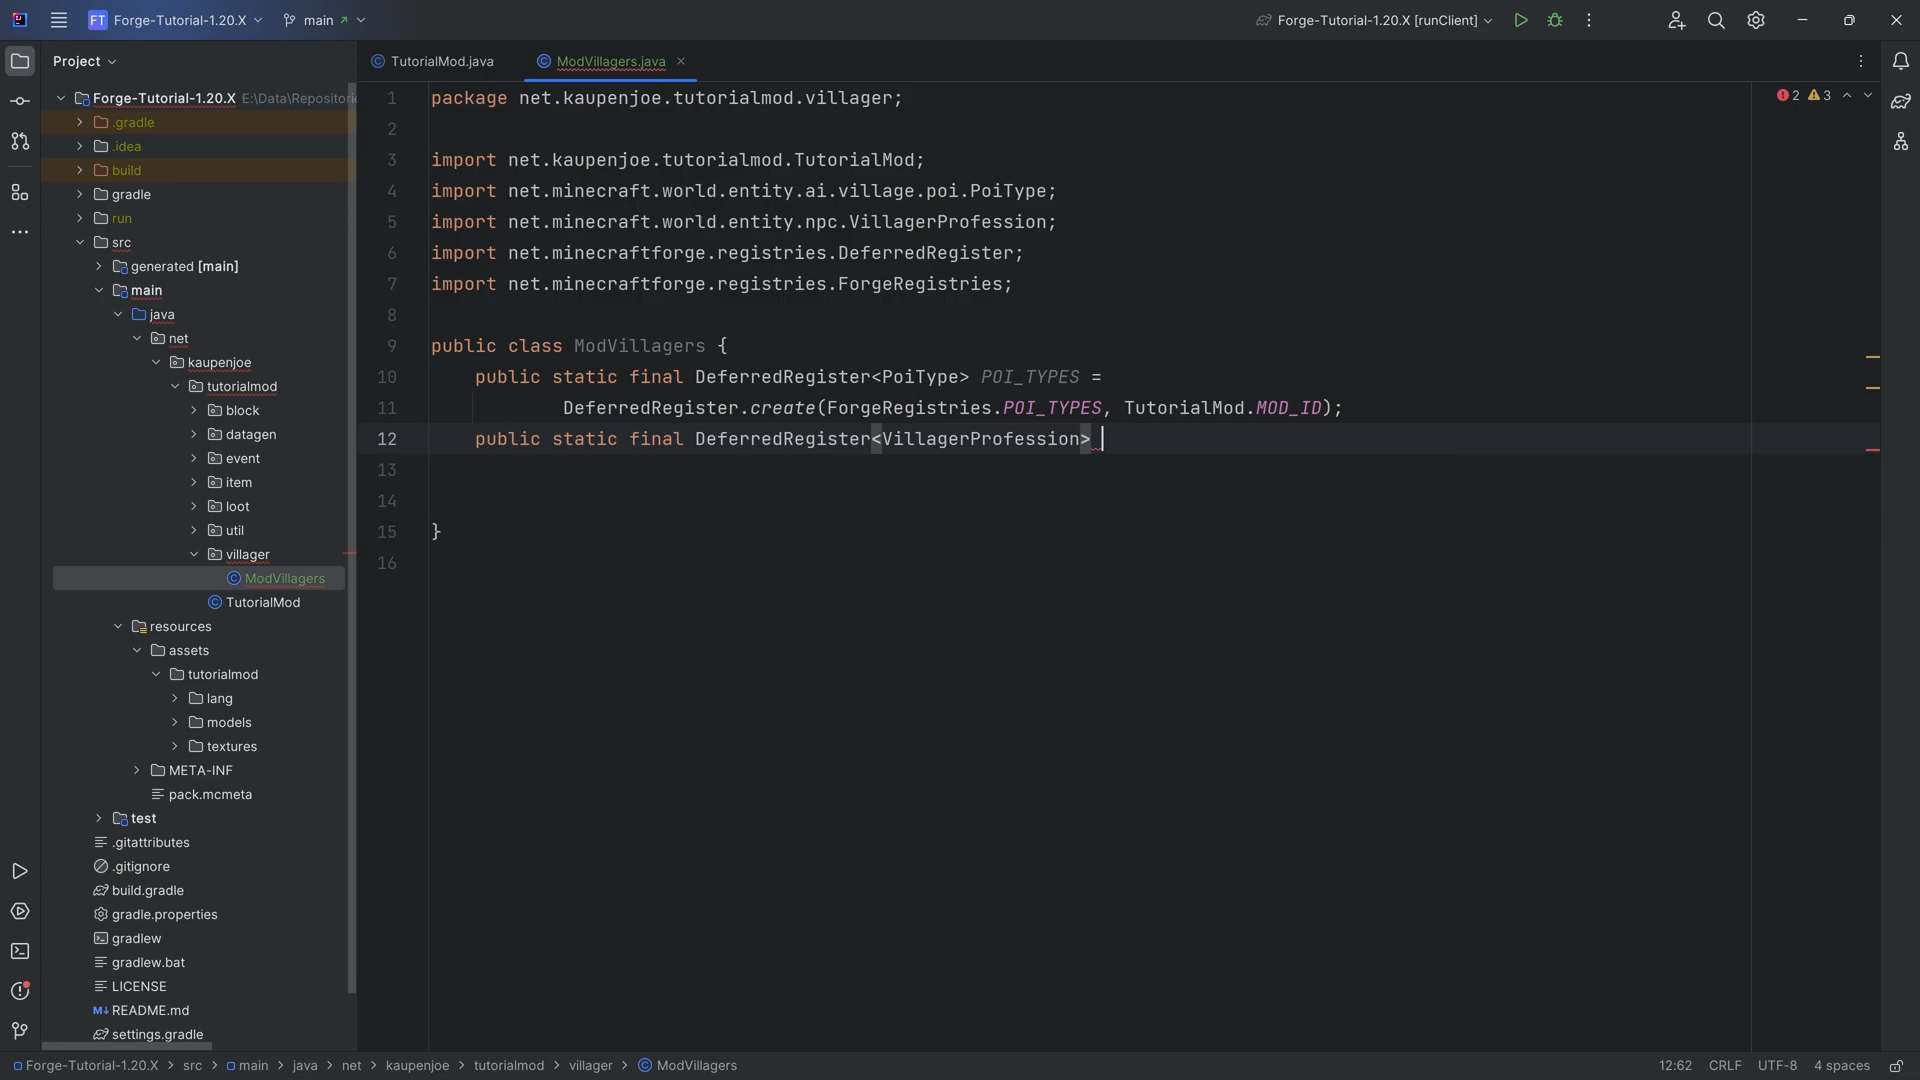 FT Forge-Tutorial-1.20.X main Forge-Tutorial-1.20.X [runClient]
Project
TutorialMod.java ModVillagers.java
Forge-Tutorial-1.20.X E:\Data\Repositorie
.gradle
.idea
build
gradle
run
src
generated [main]
main
java
net
kaupenjoe
tutorialmod
block
datagen
event
item
loot
util
villager
ModVillagers
TutorialMod
resources
assets
tutorialmod
lang
models
textures
META-INF
pack.mcmeta
test
.gitattributes
.gitignore
build.gradle
gradle.properties
gradlew
gradlew.bat
LICENSE
M↓ README.md
settings.gradle
2 3
1 package net.kaupenjoe.tutorialmod.villager;
2
3 import net.kaupenjoe.tutorialmod.TutorialMod;
4 import net.minecraft.world.entity.ai.village.poi.PoiType;
5 import net.minecraft.world.entity.npc.VillagerProfession;
6 import net.minecraftforge.registries.DeferredRegister;
7 import net.minecraftforge.registries.ForgeRegistries;
8
9 public class ModVillagers {
10 public static final DeferredRegister<PoiType> POI_TYPES =
11 DeferredRegister.create(ForgeRegistries.POI_TYPES, TutorialMod.MOD_ID);
12 public static final DeferredRegister<VillagerProfession>
13
14
15 }
16
Forge-Tutorial-1.20.X > src > main > java > net > kaupenjoe > tutorialmod > villager > ModVillagers 12:62 CRLF UTF-8 4 spaces